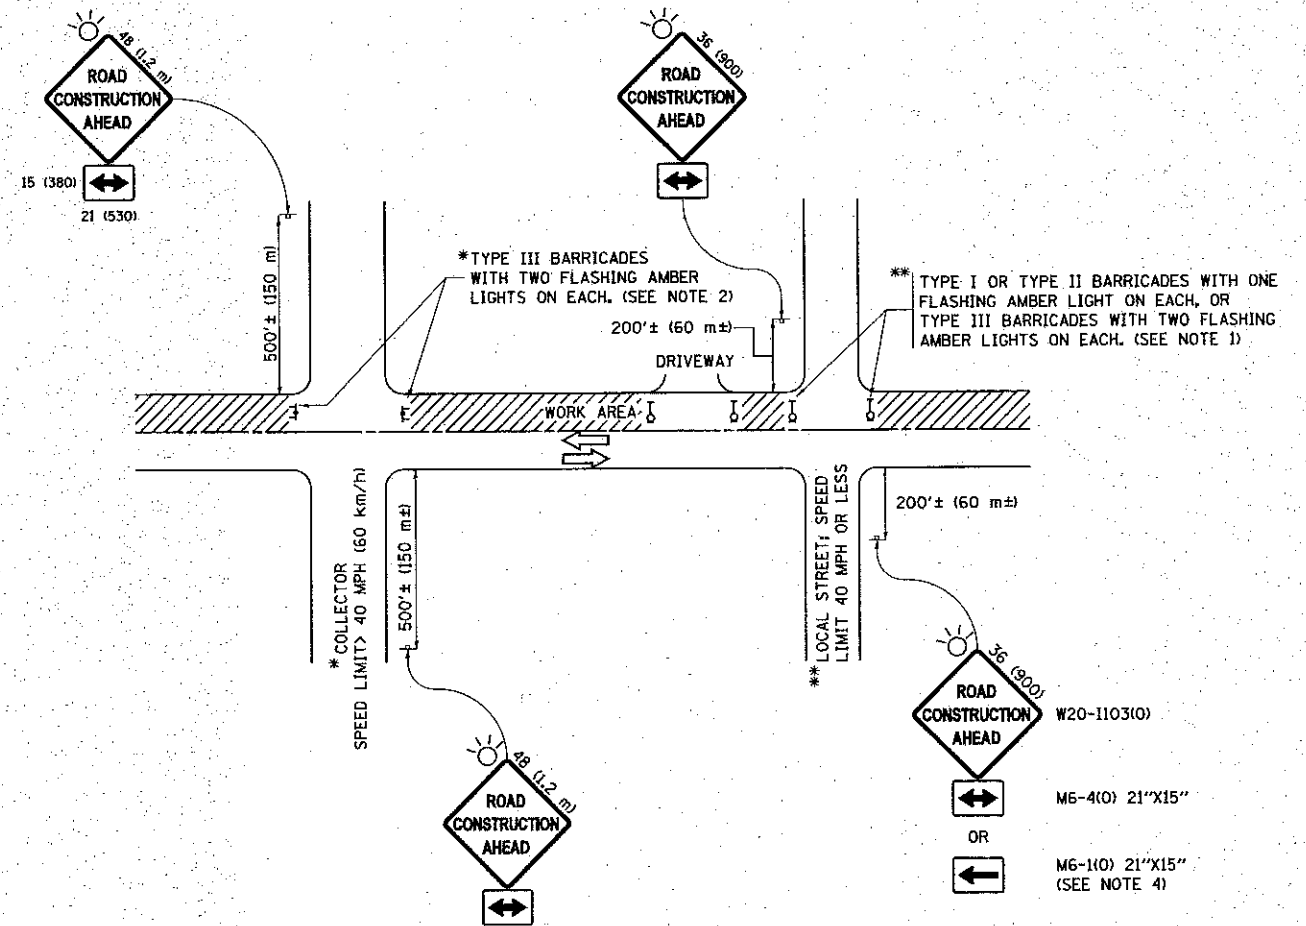 48 (1.2 m)
ROAD
CONSTRUCTION
AHEAD
15 (380)
21 (530)
36 (900)
ROAD
CONSTRUCTION
AHEAD
500'± (150 m)
*TYPE III BARRICADES
WITH TWO FLASHING AMBER
LIGHTS ON EACH. (SEE NOTE 2)
200'± (60 m±)
DRIVEWAY
** TYPE I OR TYPE II BARRICADES WITH ONE
FLASHING AMBER LIGHT ON EACH, OR
TYPE III BARRICADES WITH TWO FLASHING
AMBER LIGHTS ON EACH. (SEE NOTE 1)
WORK AREA
* COLLECTOR
SPEED LIMIT> 40 MPH (60 km/h)
500'± (150 m±)
**LOCAL STREET; SPEED
LIMIT 40 MPH OR LESS
200'± (60 m±)
48 (1.2 m)
ROAD
CONSTRUCTION
AHEAD
36 (900)
ROAD
CONSTRUCTION
AHEAD
W20-I103(0)
M6-4(0) 21"X15"
OR
M6-1(0) 21"X15"
(SEE NOTE 4)